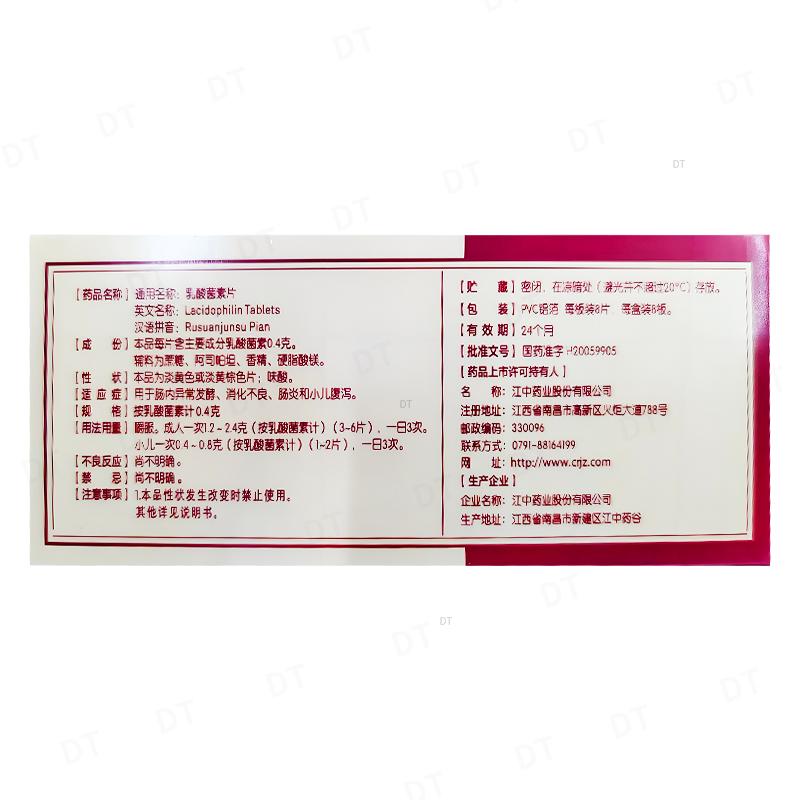 【药品名称】通用名称：乳酸菌素片
英文名称：Lacidophilin Tablets
汉语拼音：Rusuanjunsu Pian
【成 份】本品每片含主要成分乳酸菌素0.4克。
辅料为蔗糖、阿司帕坦、香精、硬脂酸镁。
【性 状】本品为淡黄色或淡黄棕色片；味酸。
【适 应 症】用于肠内异常发酵、消化不良、肠炎和小儿腹泻。
【规 格】按乳酸菌素计0.4克
【用法用量】嚼服。成人一次1.2~2.4克（按乳酸菌素计）（3-6片），一日3次。
小儿一次0.4~0.8克（按乳酸菌素计）（1~2片），一日3次。
【不良反应】尚不明确。
【禁 忌】尚不明确。
【注意事项】1.本品性状发生改变时禁止使用。
其他详见说明书。
【贮 藏】密闭，在凉暗处（避光并不超过20℃）存放。
【包 装】PVC铝箔 每板装8片，每盒装8板。
【有 效 期】24个月
【批准文号】国药准字H20059905
【药品上市许可持有人】
名 称：江中药业股份有限公司
注册地址：江西省南昌市高新区火炬大道788号
邮政编码：330096
联系方式：0791-88164199
网 址：http://www.crjz.com
【生产企业】
企业名称：江中药业股份有限公司
生产地址：江西省南昌市新建区江中药谷